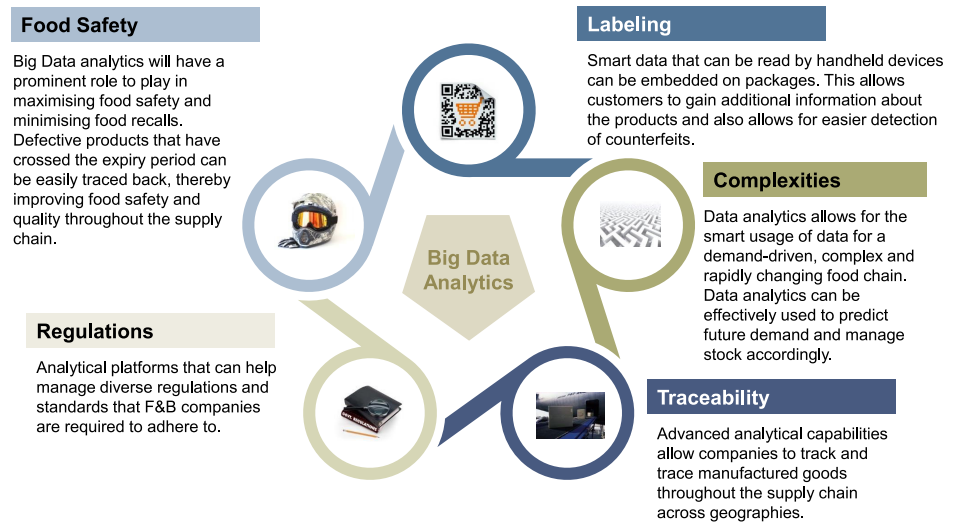 Food Safety
Big Data analytics will have a
prominent role to play in
maximising food safety and
minimising food recalls.
Defective products that have
crossed the expiry period can
be easily traced back, thereby
improving food safety and
quality throughout the supply
chain.
Labeling
Smart data that can be read by handheld devices
can be embedded on packages. This allows
customers to gain additional information about
the products and also allows for easier detection
of counterfeits.
Complexities
Data analytics allows for the
smart usage of data for a
demand-driven, complex and
rapidly changing food chain.
Data analytics can be
effectively used to predict
future demand and manage
stock accordingly.
Big Data
Analytics
Regulations
Analytical platforms that can help
manage diverse regulations and
standards that F&B companies
are required to adhere to.
Traceability
Advanced analytical capabilities
allow companies to track and
trace manufactured goods
throughout the supply chain
across geographies.